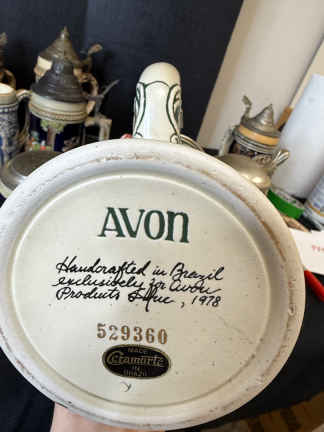 AVON
Handcrafted in Brazil
exclusively for Avon
Products Inc, 1978
529360
MADE
Ceramarte
IN
BRAZIL